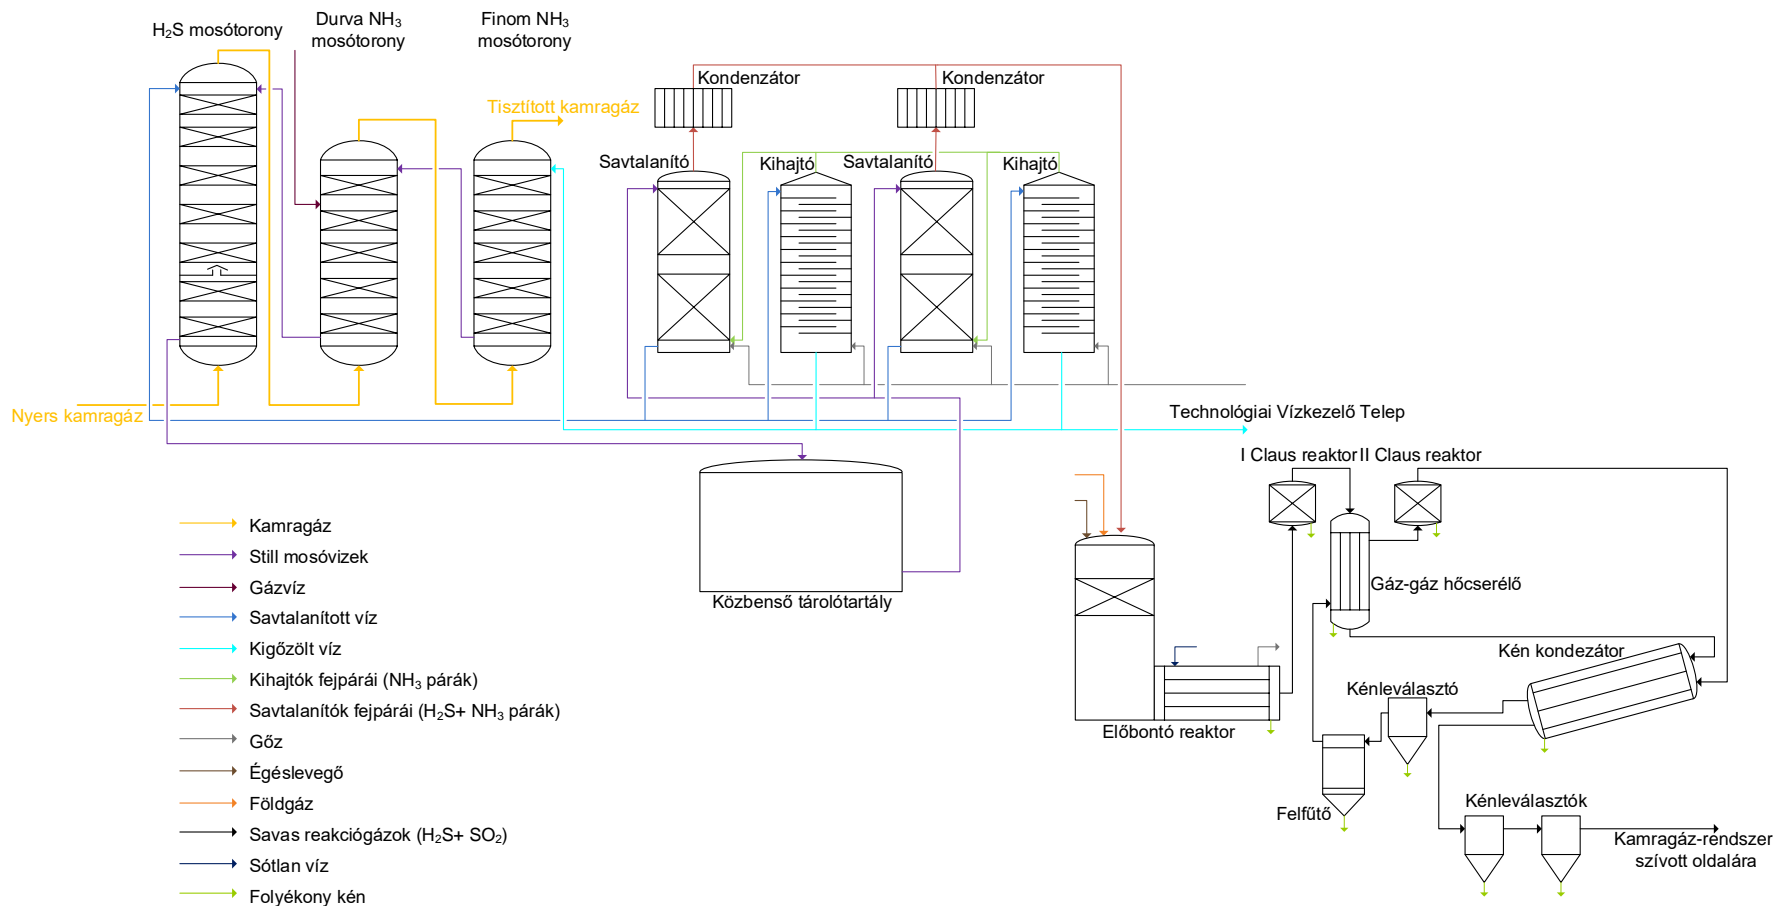 H₂S mosótorony
Durva NH₃
mosótorony
Finom NH₃
mosótorony
Tisztított kamragáz
Kondenzátor
Kondenzátor
Savtalanító
Kihajtó
Savtalanító
Kihajtó
Nyers kamragáz
Technológiai Vízkezelő Telep
I Claus reaktor
II Claus reaktor
Közbenső tárolótartály
Gáz-gáz hőcserélő
Kén kondezátor
Kénleválasztó
Előbontó reaktor
Felfűtő
Kénleválasztók
Kamragáz-rendszer
szívott oldalára
Kamragáz
Still mosóvizek
Gázvíz
Savtalanított víz
Kigőzölt víz
Kihajtók fejpárái (NH₃ párák)
Savtalanítók fejpárái (H₂S+ NH₃ párák)
Gőz
Égéslevegő
Földgáz
Savas reakciógázok (H₂S+ SO₂)
Sótlan víz
Folyékony kén